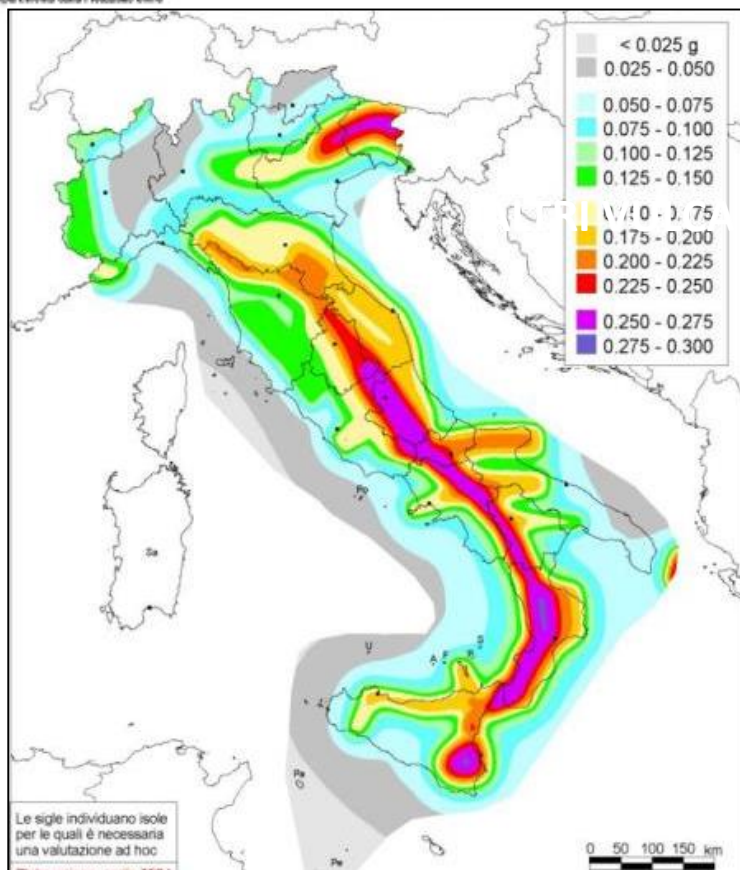 < 0.025 g
0.025 - 0.050
0.050 - 0.075
0.075 - 0.100
0.100 - 0.125
0.125 - 0.150
0.175 - 0.200
0.200 - 0.225
0.225 - 0.250
0.250 - 0.275
0.275 - 0.300
Po
Sa
U
A
F
R
S
Pa
Pe
Le sigle individuano isole
per le quali è necessaria
una valutazione ad hoc
0 50 100 150 km